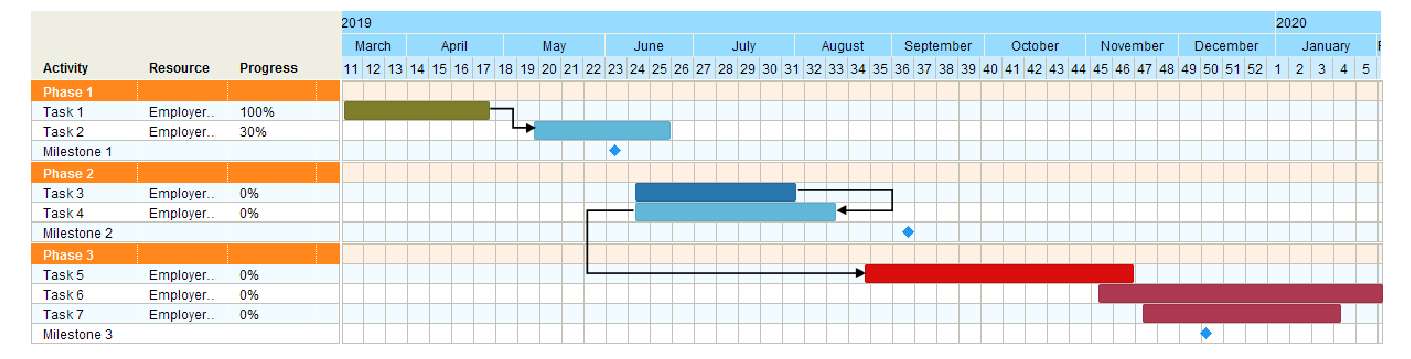 2019 2020
March April May June July August September October November December January
Activity Resource Progress 11 12 13 14 15 16 17 18 19 20 21 22 23 24 25 26 27 28 29 30 31 32 33 34 35 36 37 38 39 40 41 42 43 44 45 46 47 48 49 50 51 52 1 2 3 4 5
Phase 1
Task 1 Employer... 100%
Task 2 Employer... 30%
Milestone 1
Phase 2
Task 3 Employer... 0%
Task 4 Employer... 0%
Milestone 2
Phase 3
Task 5 Employer... 0%
Task 6 Employer... 0%
Task 7 Employer... 0%
Milestone 3